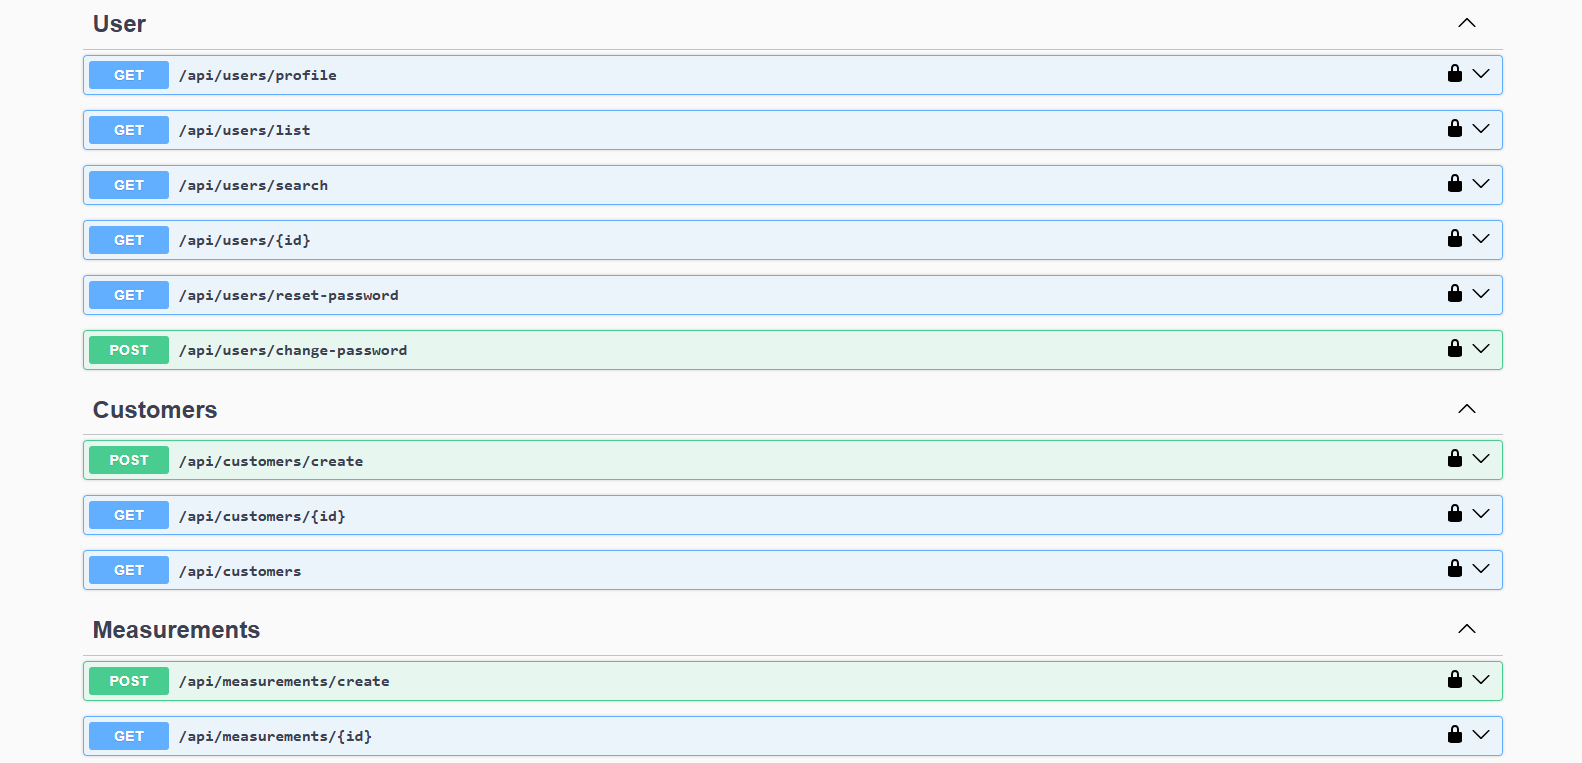 User
GET /api/users/profile
GET /api/users/list
GET /api/users/search
GET /api/users/{id}
GET /api/users/reset-password
POST /api/users/change-password
Customers
POST /api/customers/create
GET /api/customers/{id}
GET /api/customers
Measurements
POST /api/measurements/create
GET /api/measurements/{id}